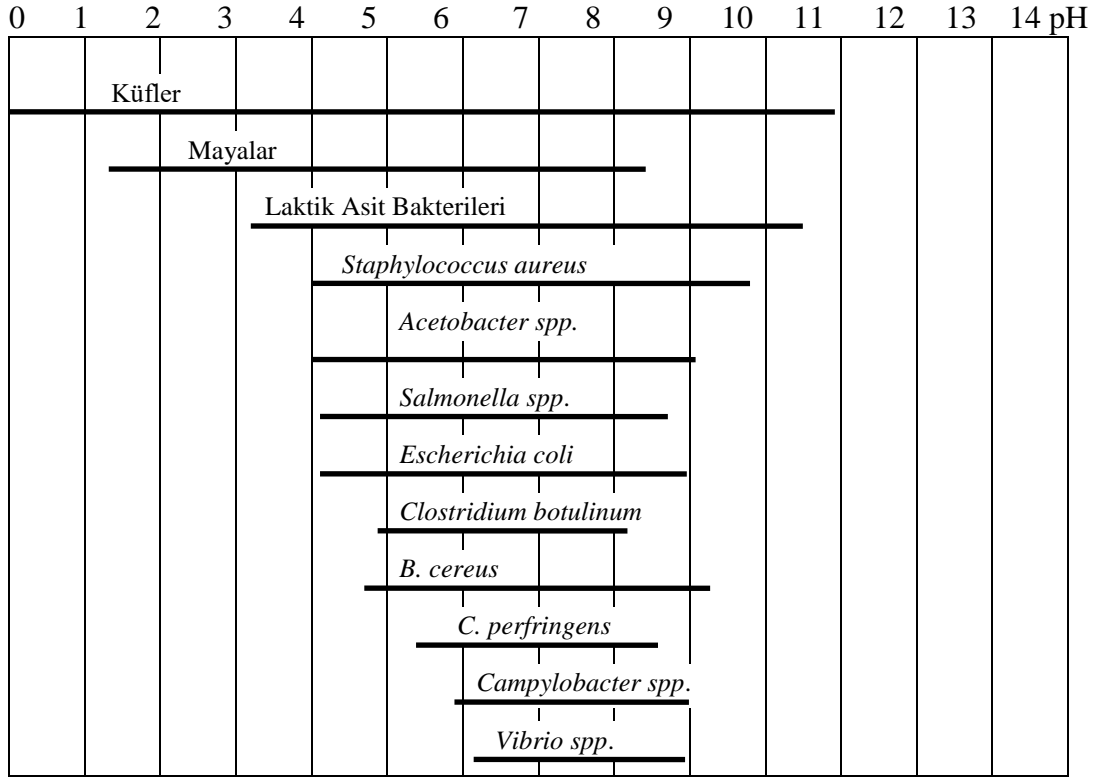 0 1 2 3 4 5 6 7 8 9 10 11 12 13 14 pH
Küfler
Mayalar
Laktik Asit Bakterileri
Staphylococcus aureus
Acetobacter spp.
Salmonella spp.
Escherichia coli
Clostridium botulinum
B. cereus
C. perfringens
Campylobacter spp.
Vibrio spp.